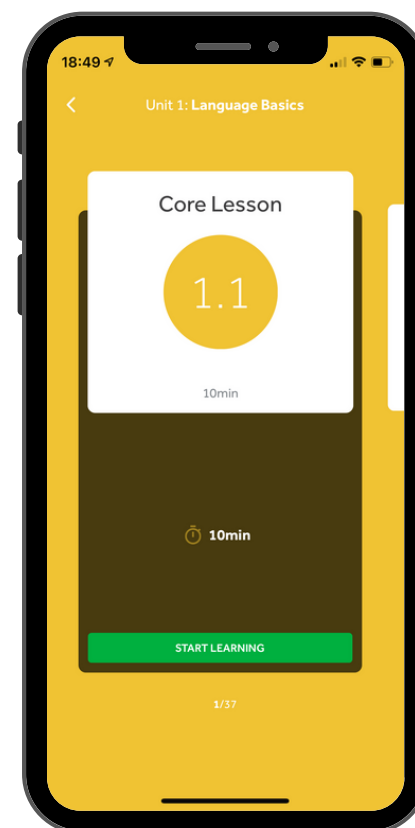 18:49
Unit 1: Language Basics
Core Lesson
1.1
10min
10min
START LEARNING
1/37